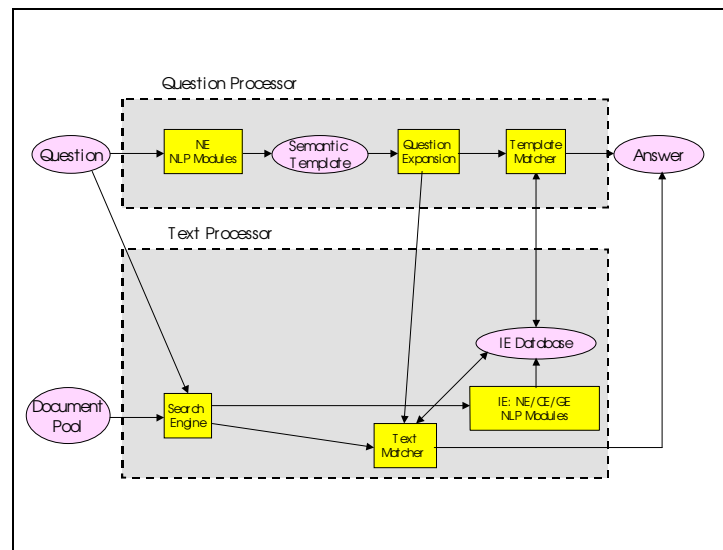 Question Processor
Question
NE
NLP Modules
Semantic
Template
Question
Expansion
Template
Matcher
Answer
Text Processor
IE Database
Document
Pool
Search
Engine
IE: NE/CE/GE
NLP Modules
Text
Matcher